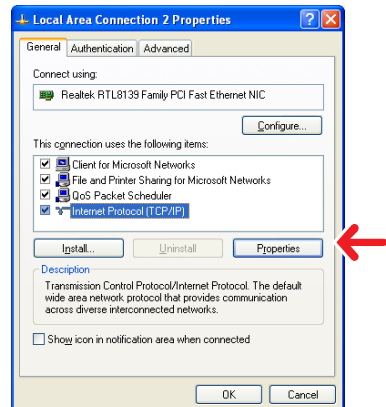 Local Area Connection 2 Properties
General Authentication Advanced
Connect using:
Realtek RTL8139 Family PCI Fast Ethernet NIC
Configure...
This connection uses the following items:
Client for Microsoft Networks
File and Printer Sharing for Microsoft Networks
QoS Packet Scheduler
Internet Protocol (TCP/IP)
Install... Uninstall Properties
Description
Transmission Control Protocol/Internet Protocol. The default
wide area network protocol that provides communication
across diverse interconnected networks.
Show icon in notification area when connected
OK Cancel